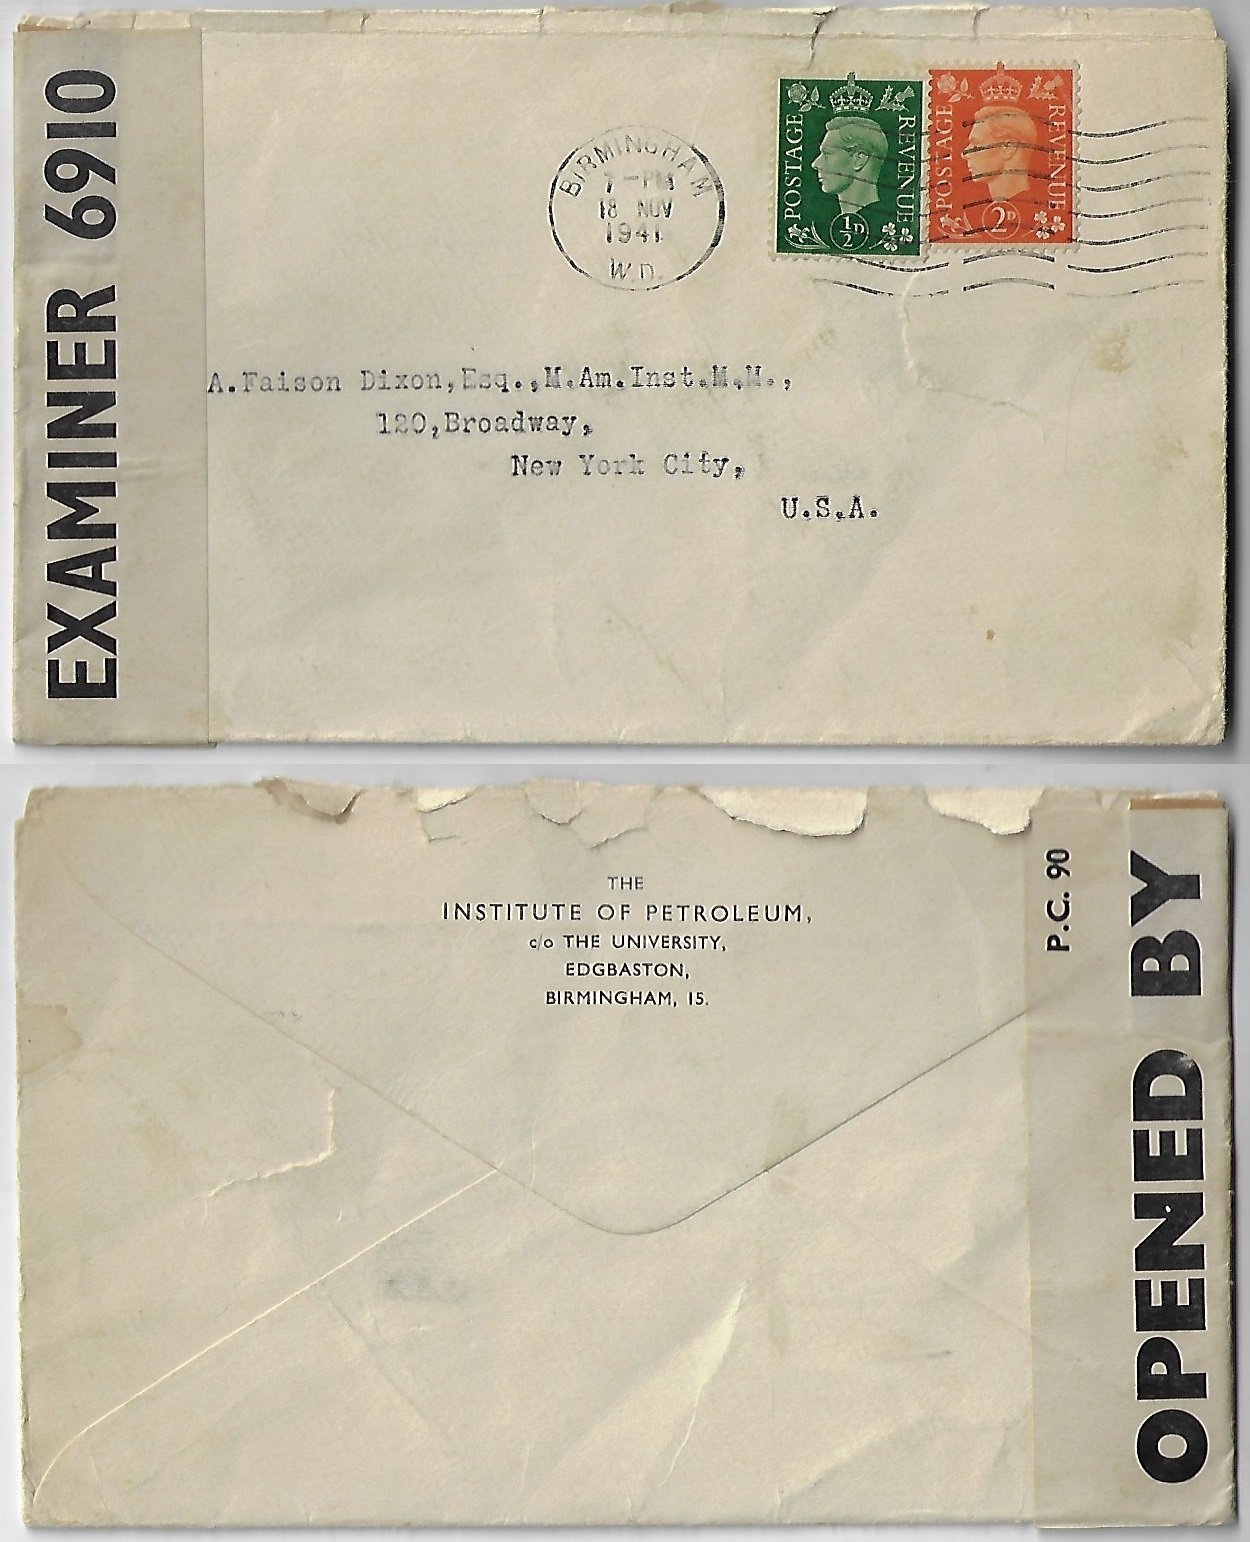 EXAMINER 6910
BIRMINGHAM
7 - PM
18 NOV
1941
W.D.
POSTAGE
REVENUE
½D
POSTAGE
REVENUE
2D
A.Faison Dixon,Esq.,M.Am.Inst.M.M.,
120,Broadway,
New York City,
U.S.A.
THE
INSTITUTE OF PETROLEUM,
c/o THE UNIVERSITY,
EDGBASTON,
BIRMINGHAM, 15.
P.C. 90
OPENED BY